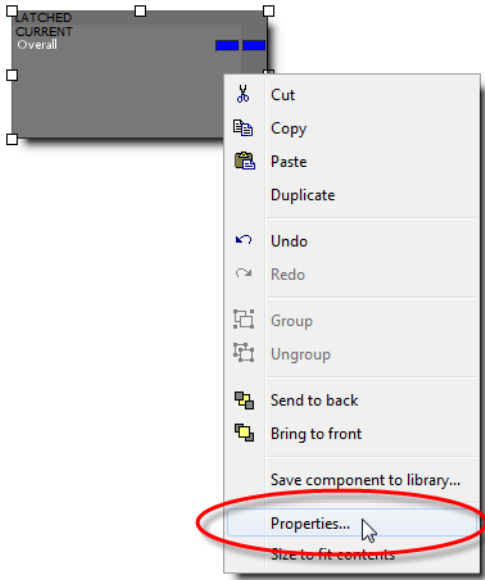 LATCHED
CURRENT
Overall
Cut
Copy
Paste
Duplicate
Undo
Redo
Group
Ungroup
Send to back
Bring to front
Save component to library...
Properties...
Size to fit contents